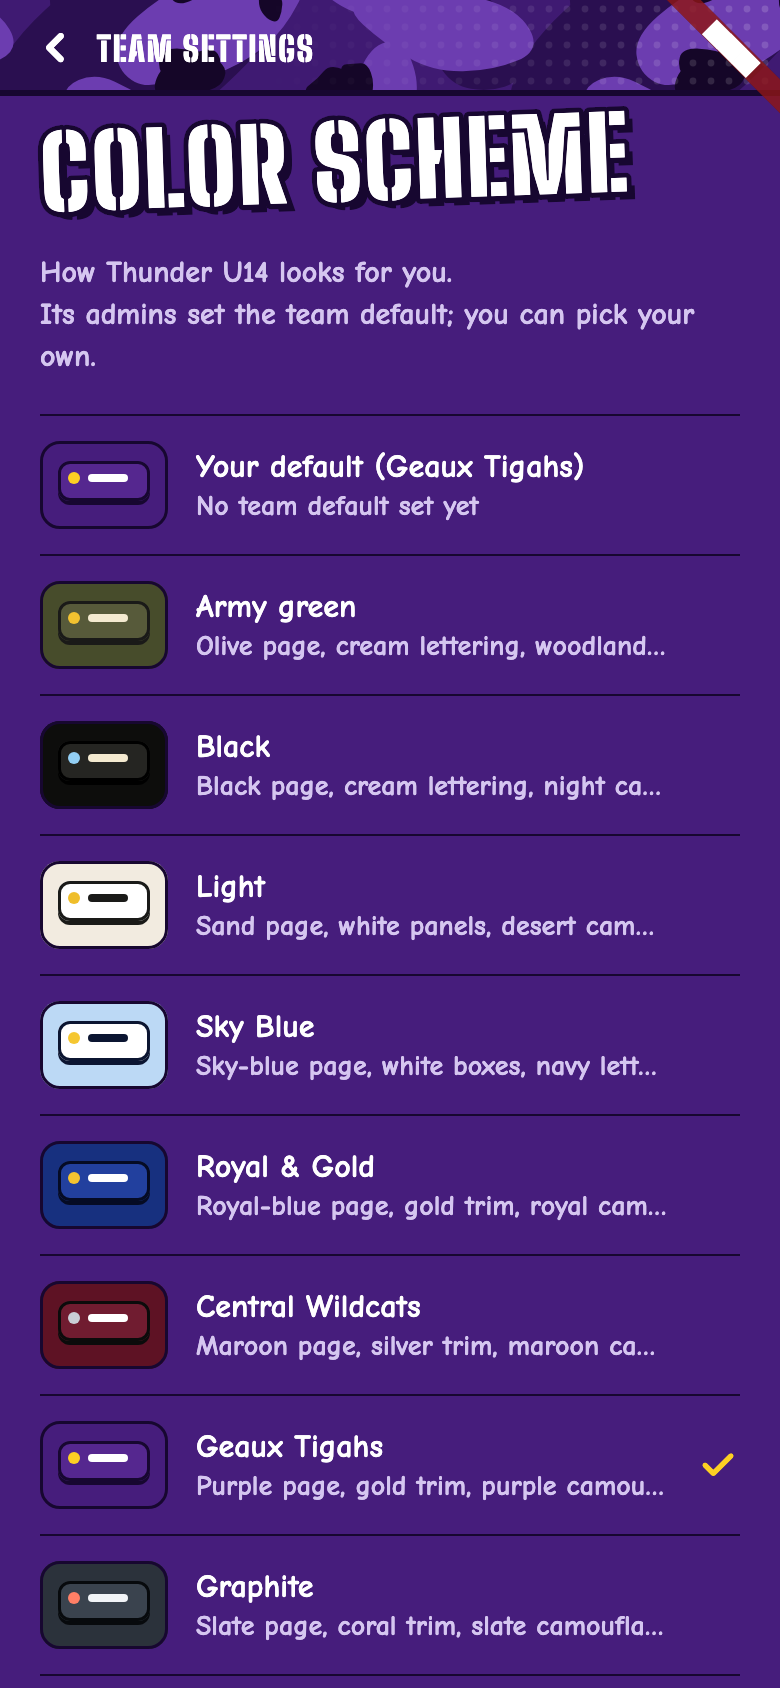 TEAM SETTINGS
COLOR SCHEME
How Thunder U14 looks for you.
Its admins set the team default; you can pick your
own.
Your default (Geaux Tigahs)
No team default set yet
Army green
Olive page, cream lettering, woodland...
Black
Black page, cream lettering, night ca...
Light
Sand page, white panels, desert cam...
Sky Blue
Sky-blue page, white boxes, navy lett...
Royal & Gold
Royal-blue page, gold trim, royal cam...
Central Wildcats
Maroon page, silver trim, maroon ca...
Geaux Tigahs
Purple page, gold trim, purple camou...
Graphite
Slate page, coral trim, slate camoufla...